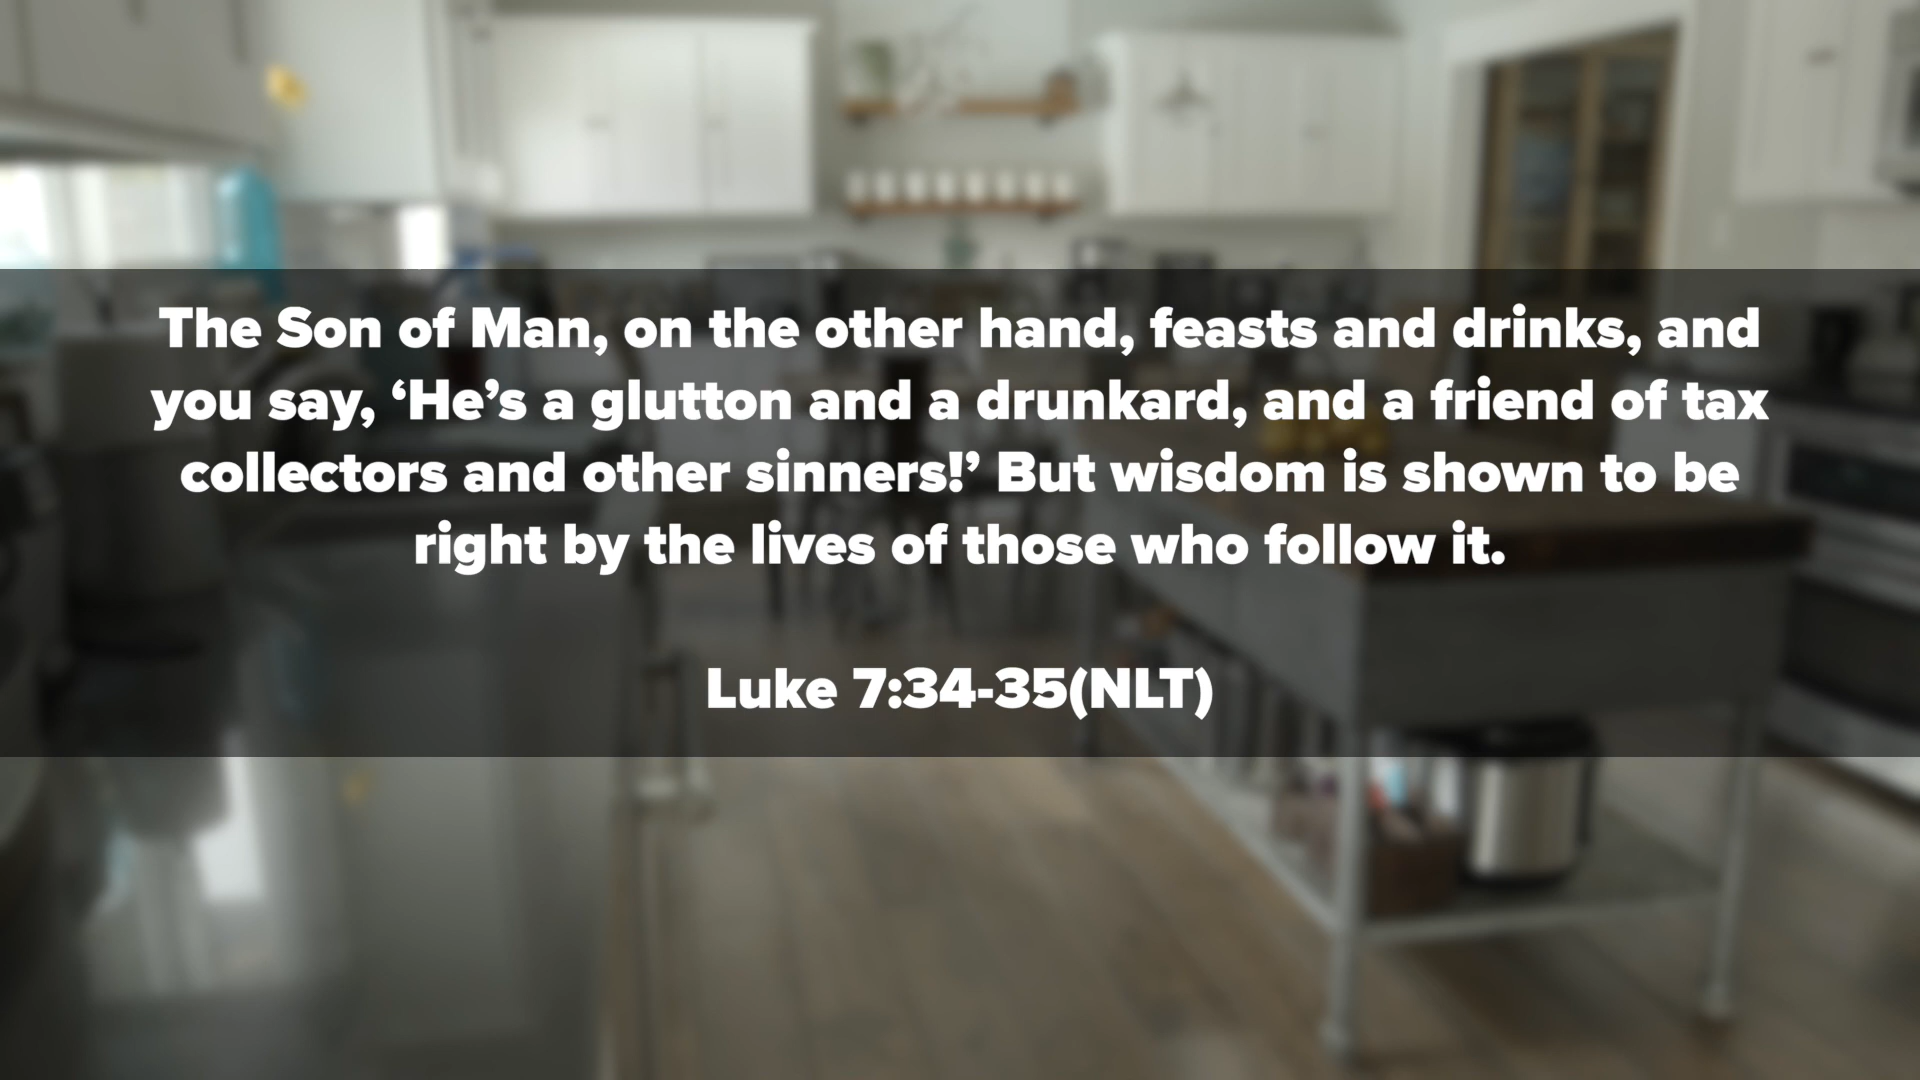 The Son of Man, on the other hand, feasts and drinks, and
you say, ‘He’s a glutton and a drunkard, and a friend of tax
collectors and other sinners!’ But wisdom is shown to be
right by the lives of those who follow it.
Luke 7:34-35(NLT)